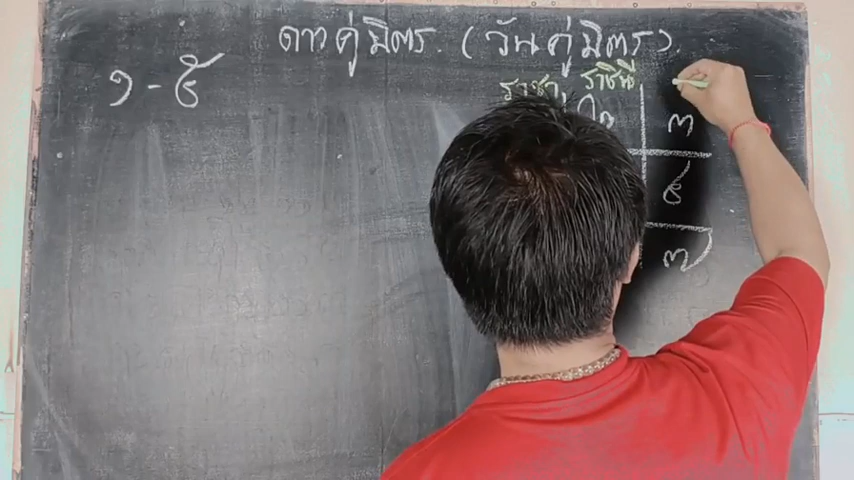 ดาวคู่มิตร. (วันคู่มิตร).
๑ - ๕
ราชา, ราชินี
๓
๕
๗